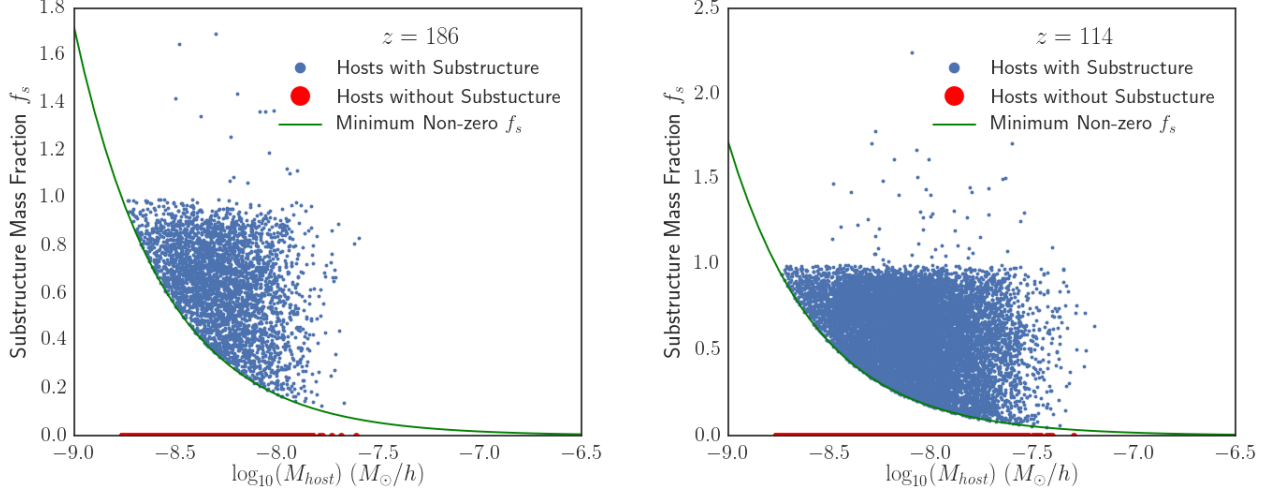 1.8
1.6
1.4
1.2
1.0
0.8
0.6
0.4
0.2
0.0
Substructure Mass Fraction f_s
z = 186
Hosts with Substructure
Hosts without Substucture
Minimum Non-zero f_s
−9.0 −8.5 −8.0 −7.5 −7.0 −6.5
log10(M_host) (M_⊙/h)
2.5
2.0
1.5
1.0
0.5
0.0
Substructure Mass Fraction f_s
z = 114
Hosts with Substructure
Hosts without Substucture
Minimum Non-zero f_s
−9.0 −8.5 −8.0 −7.5 −7.0 −6.5
log10(M_host) (M_⊙/h)